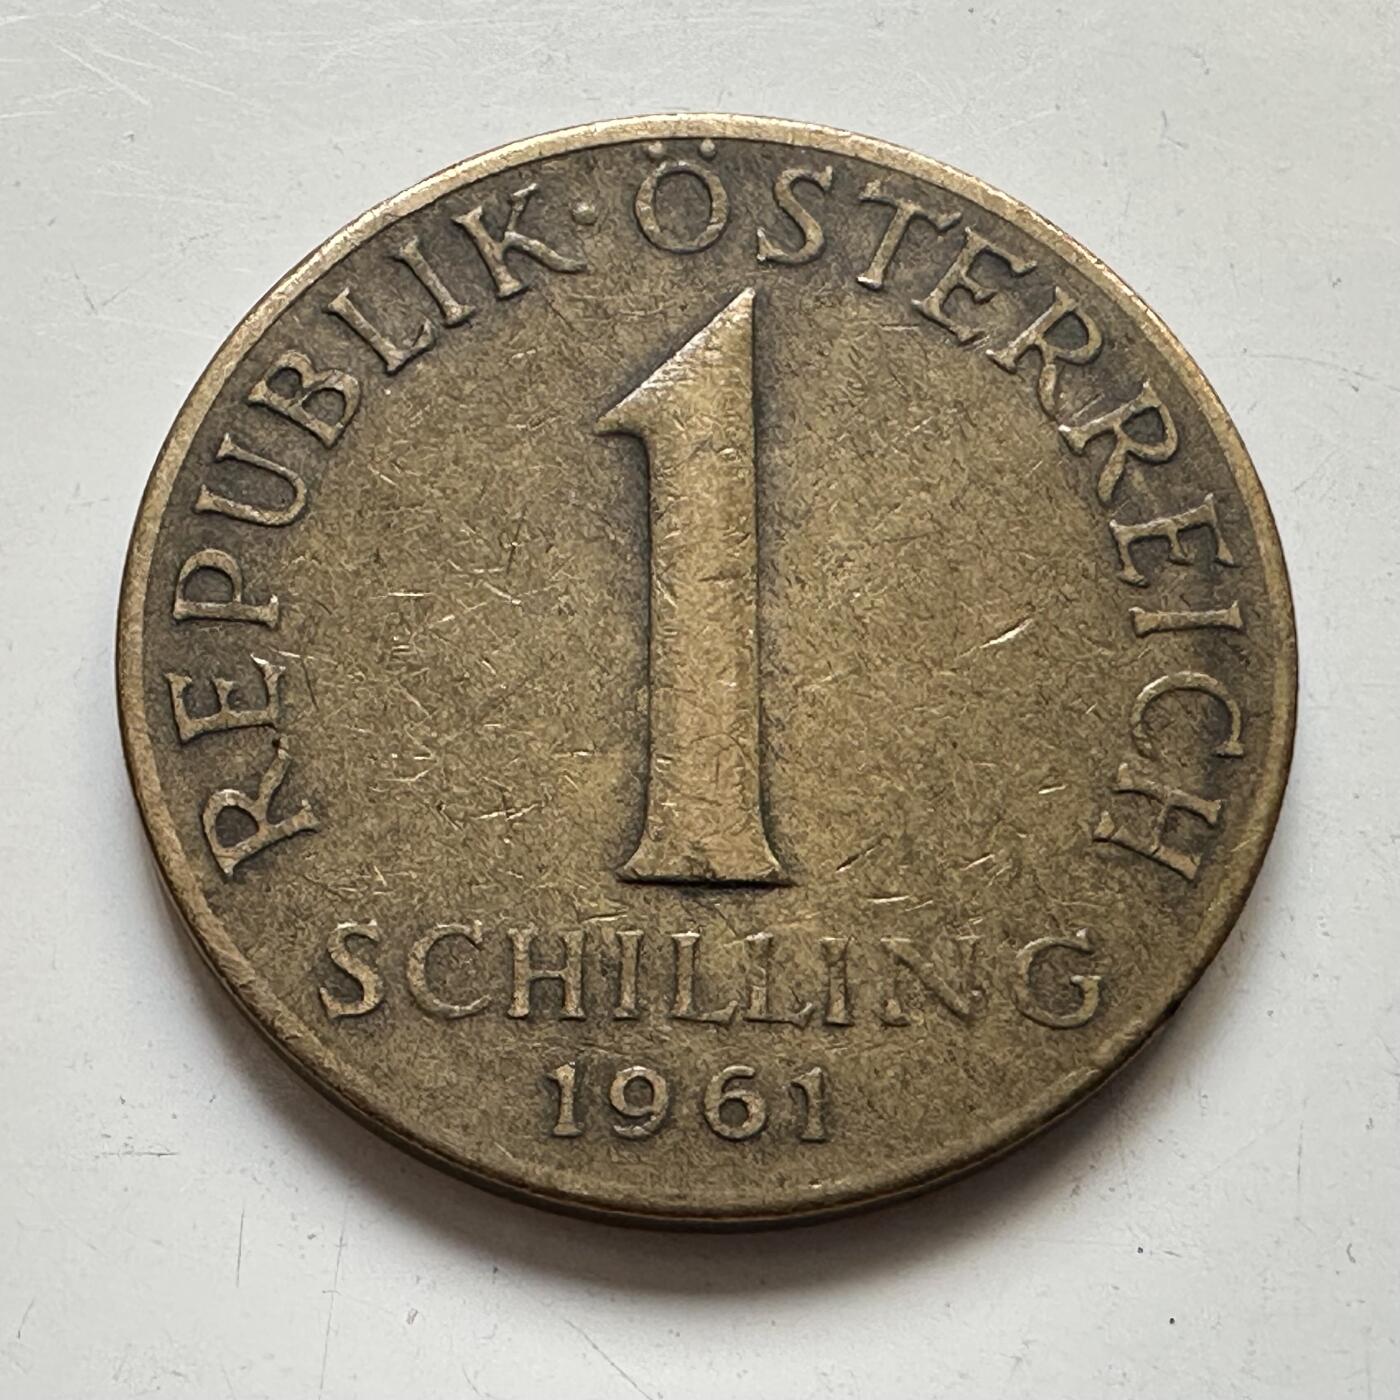 REPUBLIK · ÖSTERREICH
1
SCHILLING
1961